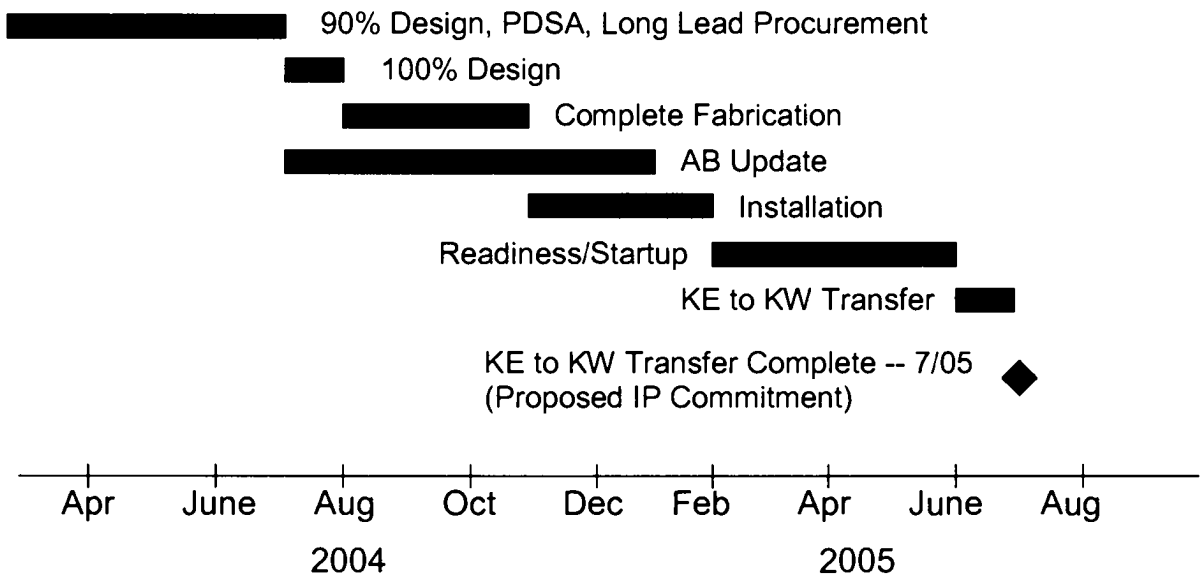 90% Design, PDSA, Long Lead Procurement
100% Design
Complete Fabrication
AB Update
Installation
Readiness/Startup
KE to KW Transfer
KE to KW Transfer Complete -- 7/05
(Proposed IP Commitment)
Apr June Aug Oct Dec Feb Apr June Aug
2004 2005